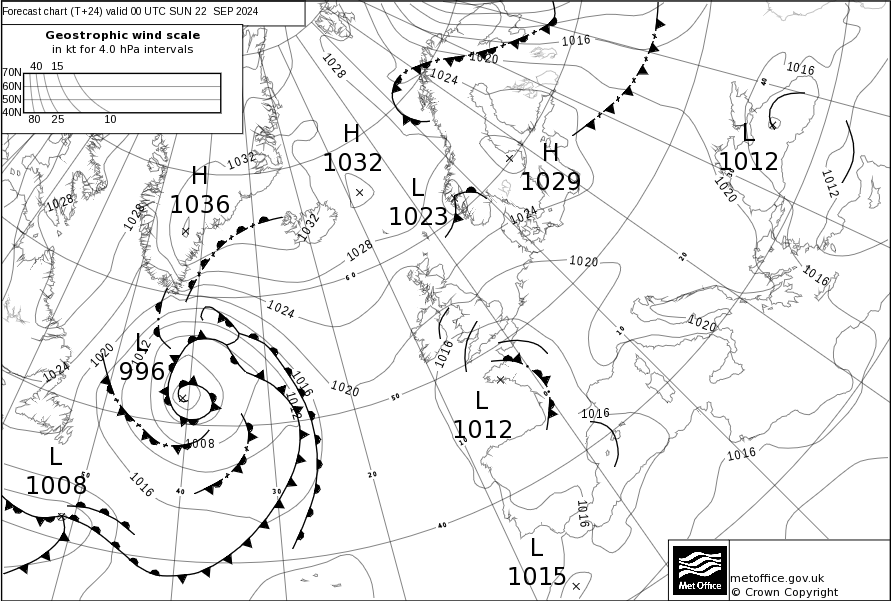 Forecast chart (T+24) valid 00 UTC SUN 22 SEP 2024
Geostrophic wind scale
in kt for 4.0 hPa intervals
40 15
70N
60N
50N
40N
80 25 10
1016
1020
1024
1028
1016
L
1012
1020
1012
1016
H
1032
H
1029
H
1036
L
1023
1032
1028
1028
1032
1024
1028
1020
1024
1020
L
996
1012
1020
1024
1016
1012
1020
1016
L
1012
1016
1016
1008
L
1008
1016
1016
L
1015
40
30
20
10
20
60
50
50
40
30
20
40
10
metoffice.gov.uk
© Crown Copyright
Met Office